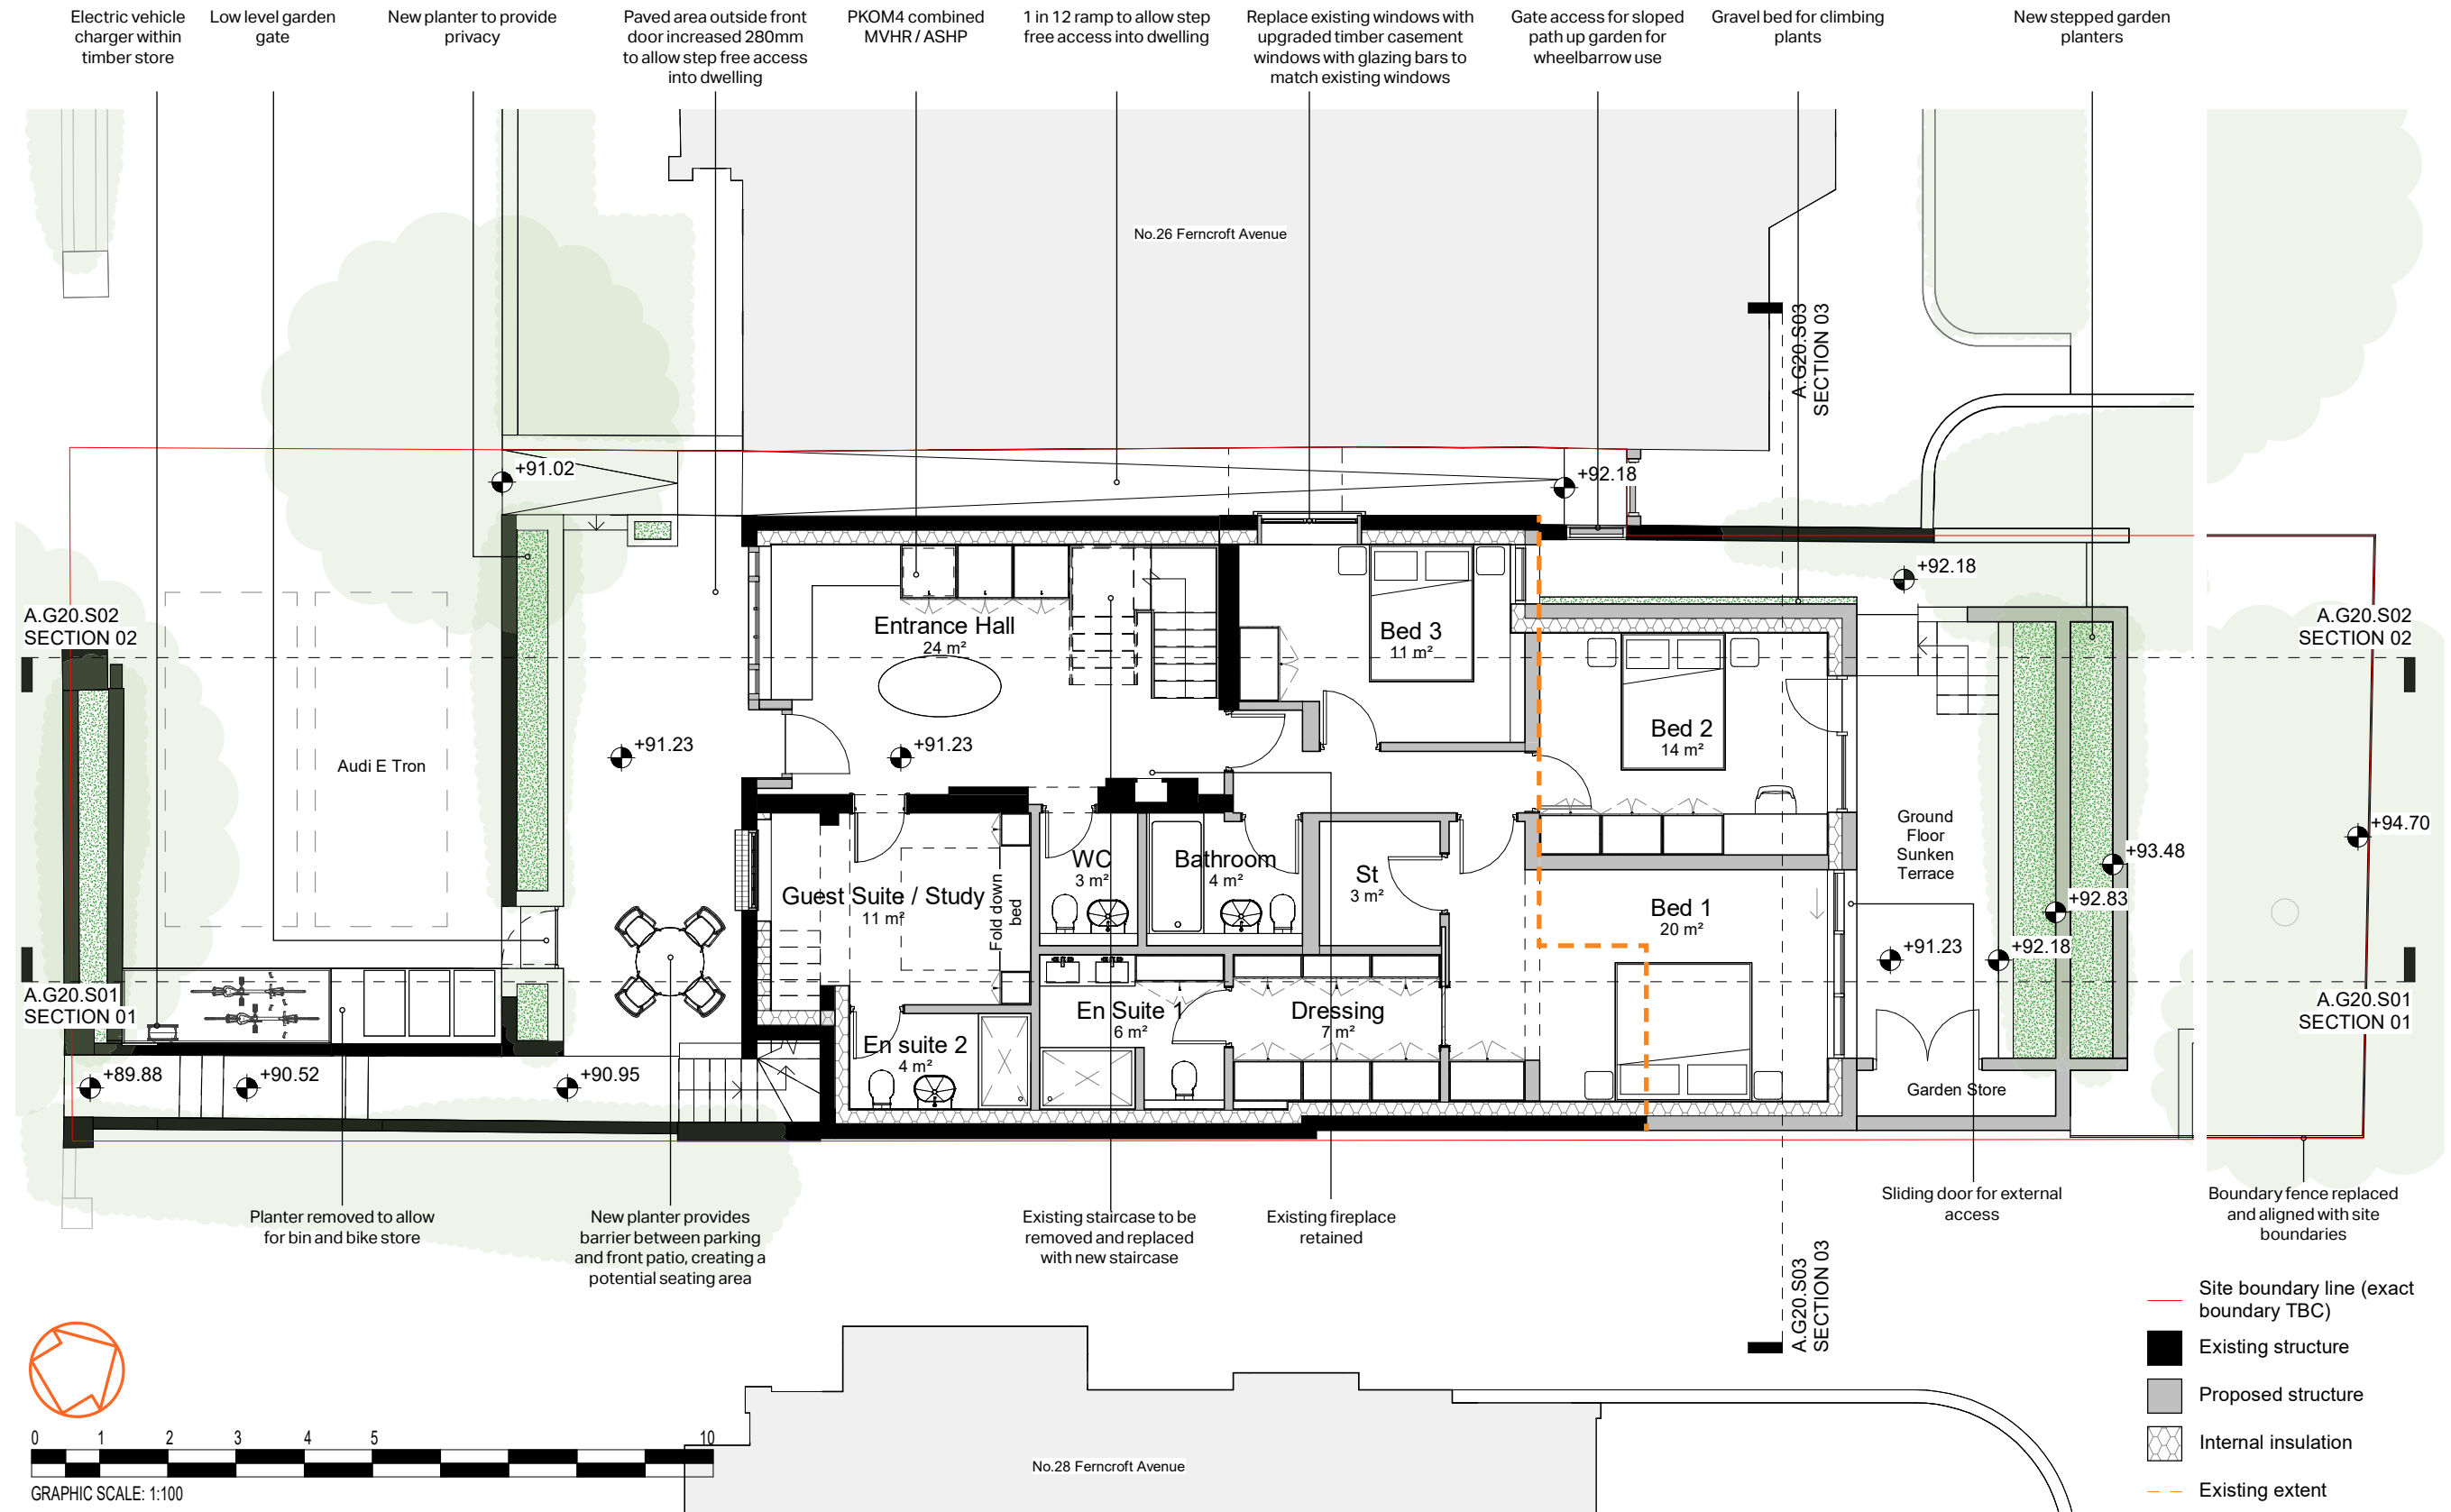 Electric vehicle
charger within
timber store
Low level garden
gate
New planter to provide
privacy
Paved area outside front
door increased 280mm
to allow step free access
into dwelling
PKOM4 combined
MVHR / ASHP
1 in 12 ramp to allow step
free access into dwelling
Replace existing windows with
upgraded timber casement
windows with glazing bars to
match existing windows
Gate access for sloped
path up garden for
wheelbarrow use
Gravel bed for climbing
plants
New stepped garden
planters
No.26 Ferncroft Avenue
A.G20.S03
SECTION 03
+91.02
+92.18
+92.18
A.G20.S02
SECTION 02
A.G20.S02
SECTION 02
Entrance Hall
24 m²
Bed 3
11 m²
Bed 2
14 m²
+91.23
+91.23
Audi E Tron
Ground
Floor
Sunken
Terrace
+94.70
+93.48
+92.83
+92.18
+91.23
Guest Suite / Study
11 m²
Fold down
bed
WC
3 m²
Bathroom
4 m²
St
3 m²
Bed 1
20 m²
A.G20.S01
SECTION 01
A.G20.S01
SECTION 01
En Suite 1
6 m²
Dressing
7 m²
En suite 2
4 m²
+89.88
+90.52
+90.95
Garden Store
Planter removed to allow
for bin and bike store
New planter provides
barrier between parking
and front patio, creating a
potential seating area
Existing staircase to be
removed and replaced
with new staircase
Existing fireplace
retained
Sliding door for external
access
Boundary fence replaced
and aligned with site
boundaries
A.G20.S03
SECTION 03
Site boundary line (exact
boundary TBC)
Existing structure
Proposed structure
Internal insulation
Existing extent
0 1 2 3 4 5 10
GRAPHIC SCALE: 1:100
No.28 Ferncroft Avenue